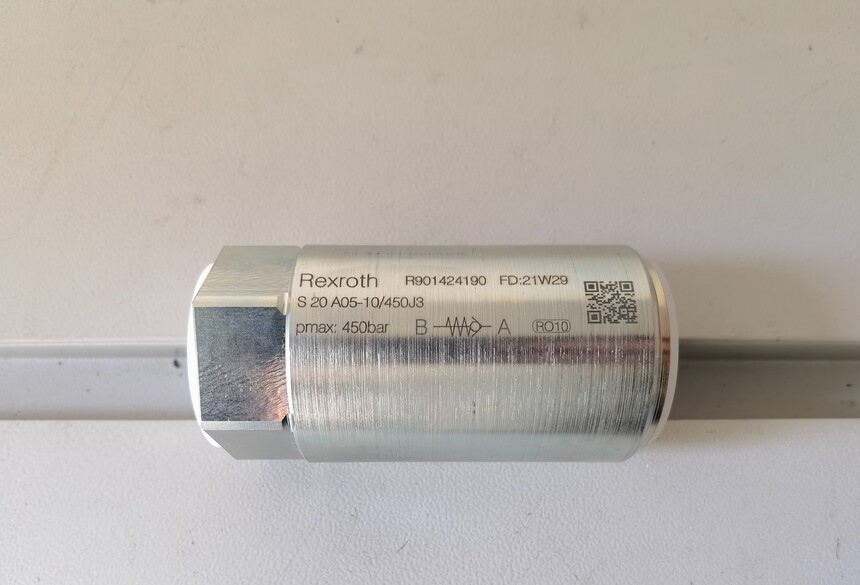 Rexroth R901424190 FD:21W29
S 20 A05-10/450J3
pmax: 450bar B A RO10